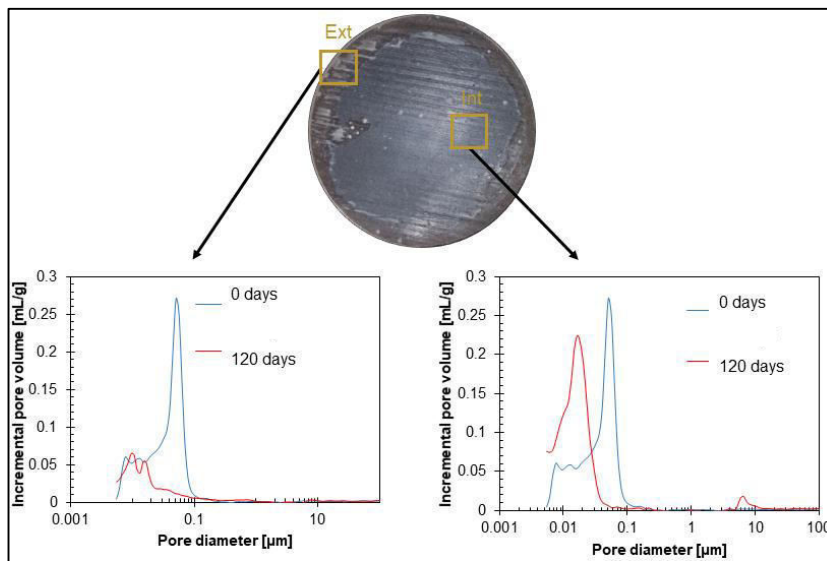 Ext
Int
0.3
0.25
0.2
0.15
0.1
0.05
0
Incremental pore volume [mL/g]
0 days
120 days
0.001
0.1
10
Pore diameter [µm]
0.3
0.25
0.2
0.15
0.1
0.05
0
Incremental pore volume [mL/g]
0 days
120 days
0.001
0.01
0.1
1
10
100
Pore diameter [µm]